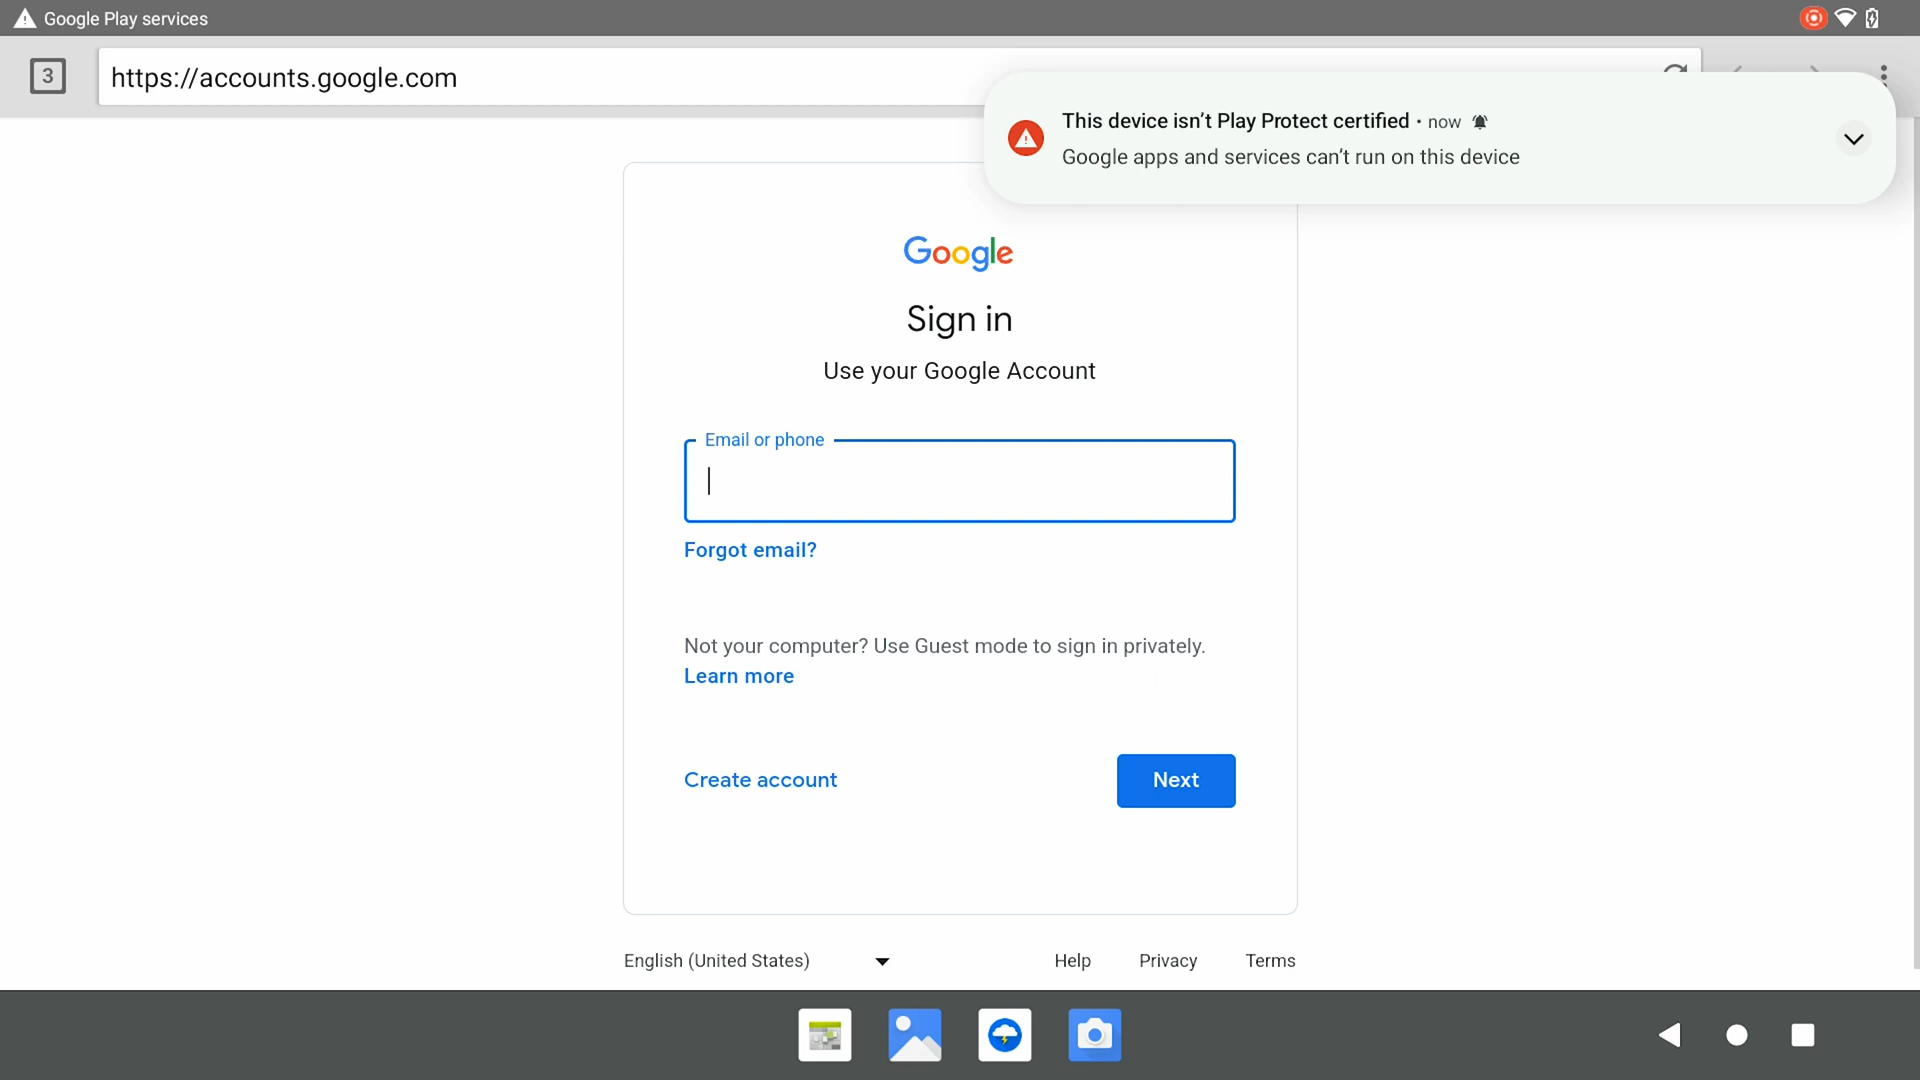 Google Play services
3
https://accounts.google.com
This device isn't Play Protect certified • now
Google apps and services can't run on this device
Google
Sign in
Use your Google Account
Email or phone
Forgot email?
Not your computer? Use Guest mode to sign in privately.
Learn more
Create account
Next
English (United States)
Help
Privacy
Terms